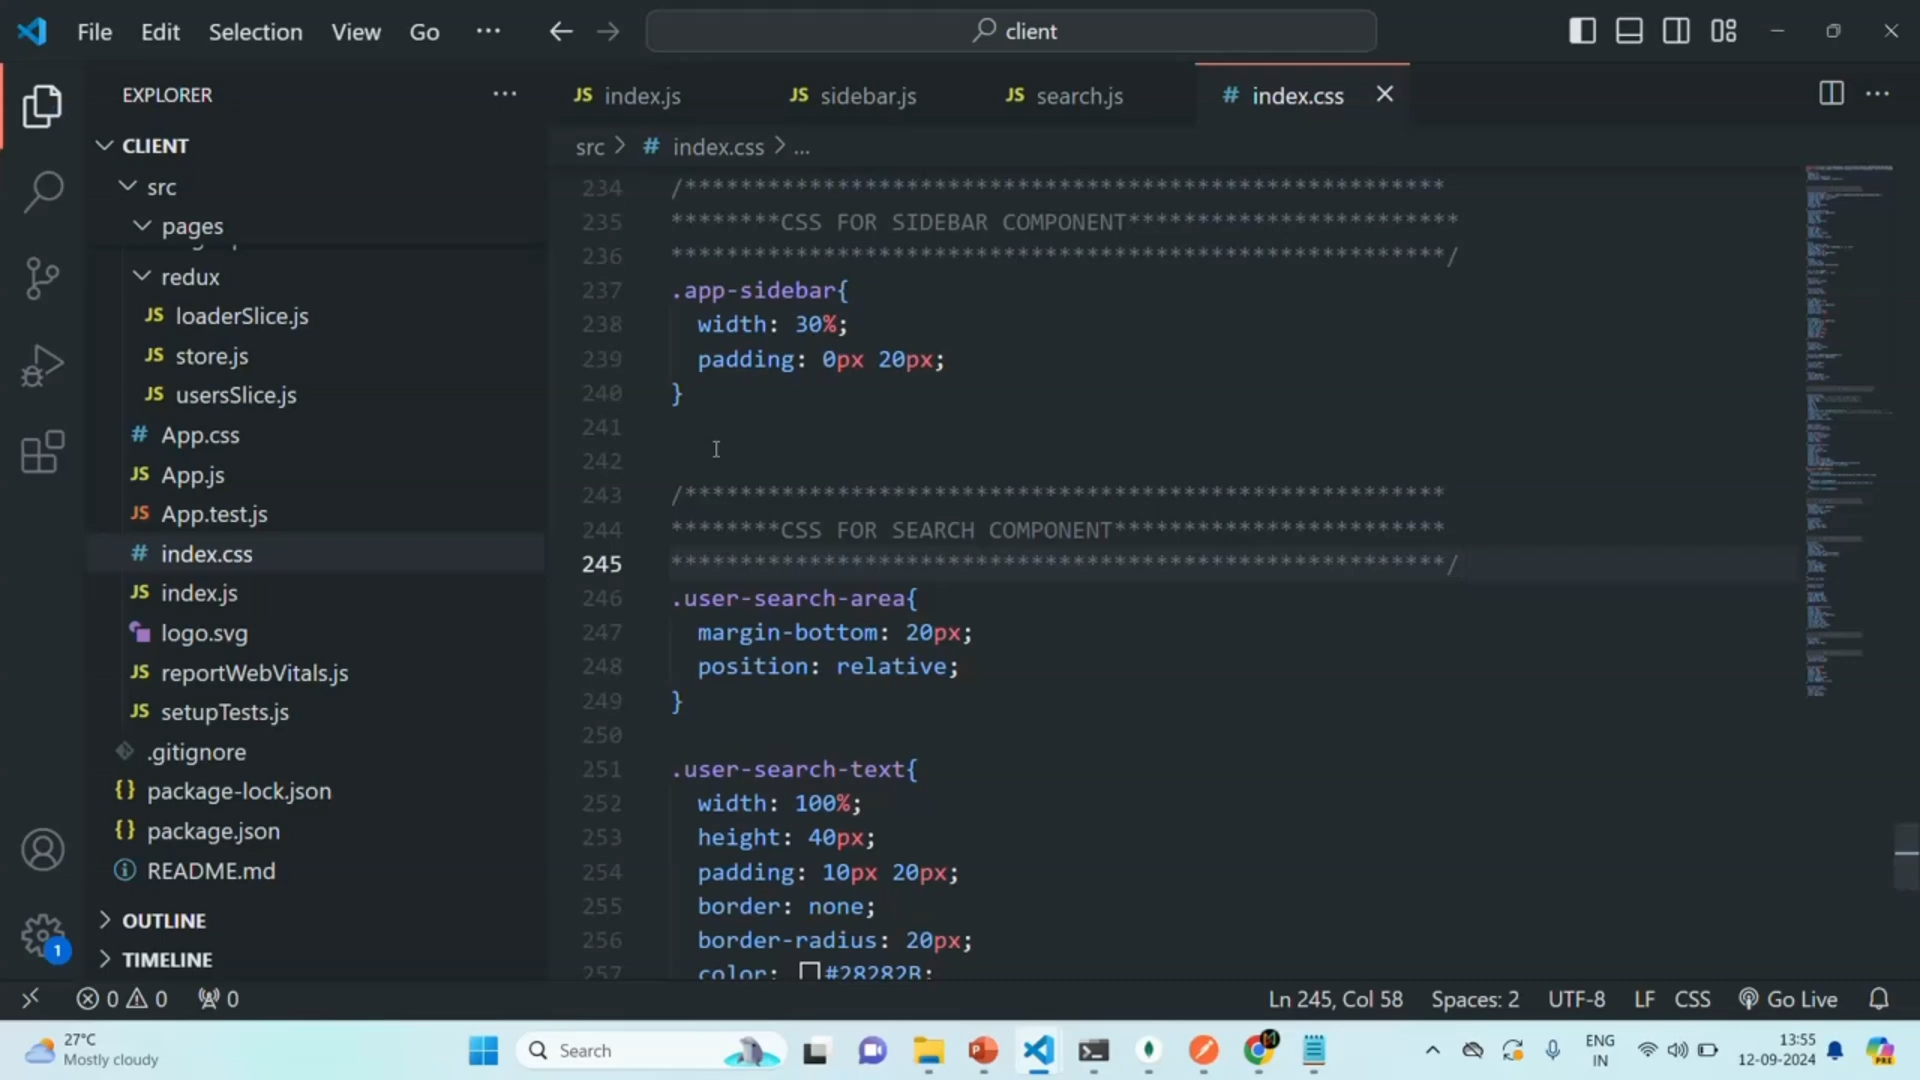 File Edit Selection View Go ... client
EXPLORER ...
JS index.js JS sidebar.js JS search.js # index.css
CLIENT
src > # index.css > ...
src
pages
redux
JS loaderSlice.js
JS store.js
JS usersSlice.js
# App.css
JS App.js
JS App.test.js
# index.css
JS index.js
logo.svg
JS reportWebVitals.js
JS setupTests.js
.gitignore
{} package-lock.json
{} package.json
README.md
OUTLINE
TIMELINE
234 /*******************************************************
235 ********CSS FOR SIDEBAR COMPONENT************************
236 ********************************************************/
237 .app-sidebar{
238 width: 30%;
239 padding: 0px 20px;
240 }
241
242
243 /*******************************************************
244 ********CSS FOR SEARCH COMPONENT************************
245 ********************************************************/
246 .user-search-area{
247 margin-bottom: 20px;
248 position: relative;
249 }
250
251 .user-search-text{
252 width: 100%;
253 height: 40px;
254 padding: 10px 20px;
255 border: none;
256 border-radius: 20px;
257 color: #28282B;
1
0 0 0 Ln 245, Col 58 Spaces: 2 UTF-8 LF CSS Go Live
27°C
Mostly cloudy
Search
ENG
IN
13:55
12-09-2024
PRE